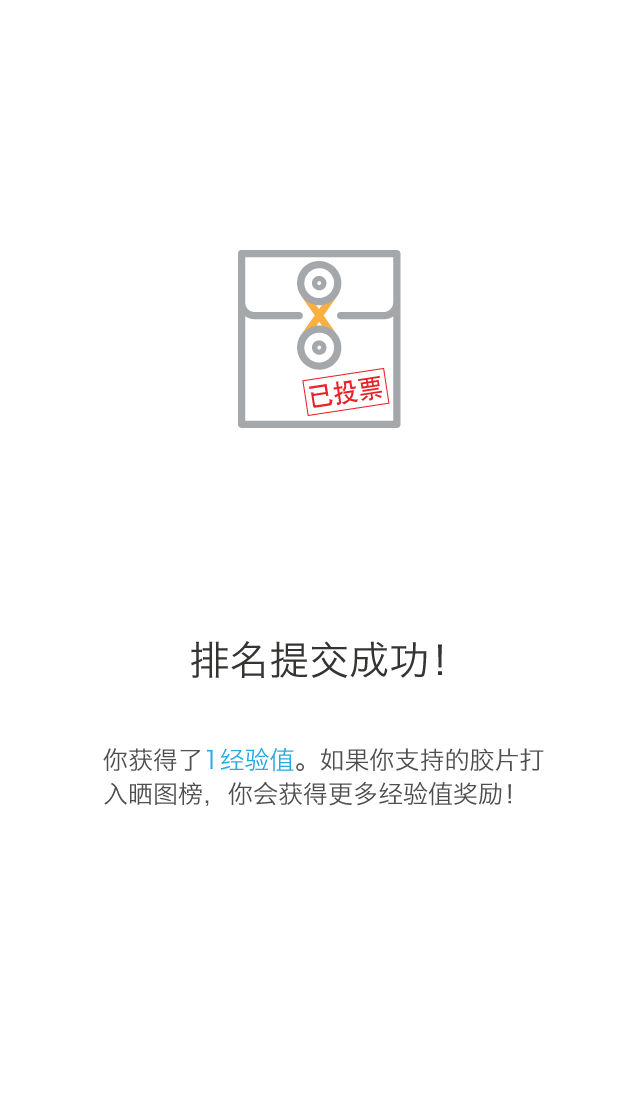 已投票
排名提交成功！
你获得了1经验值。如果你支持的胶片打
入晒图榜，你会获得更多经验值奖励！